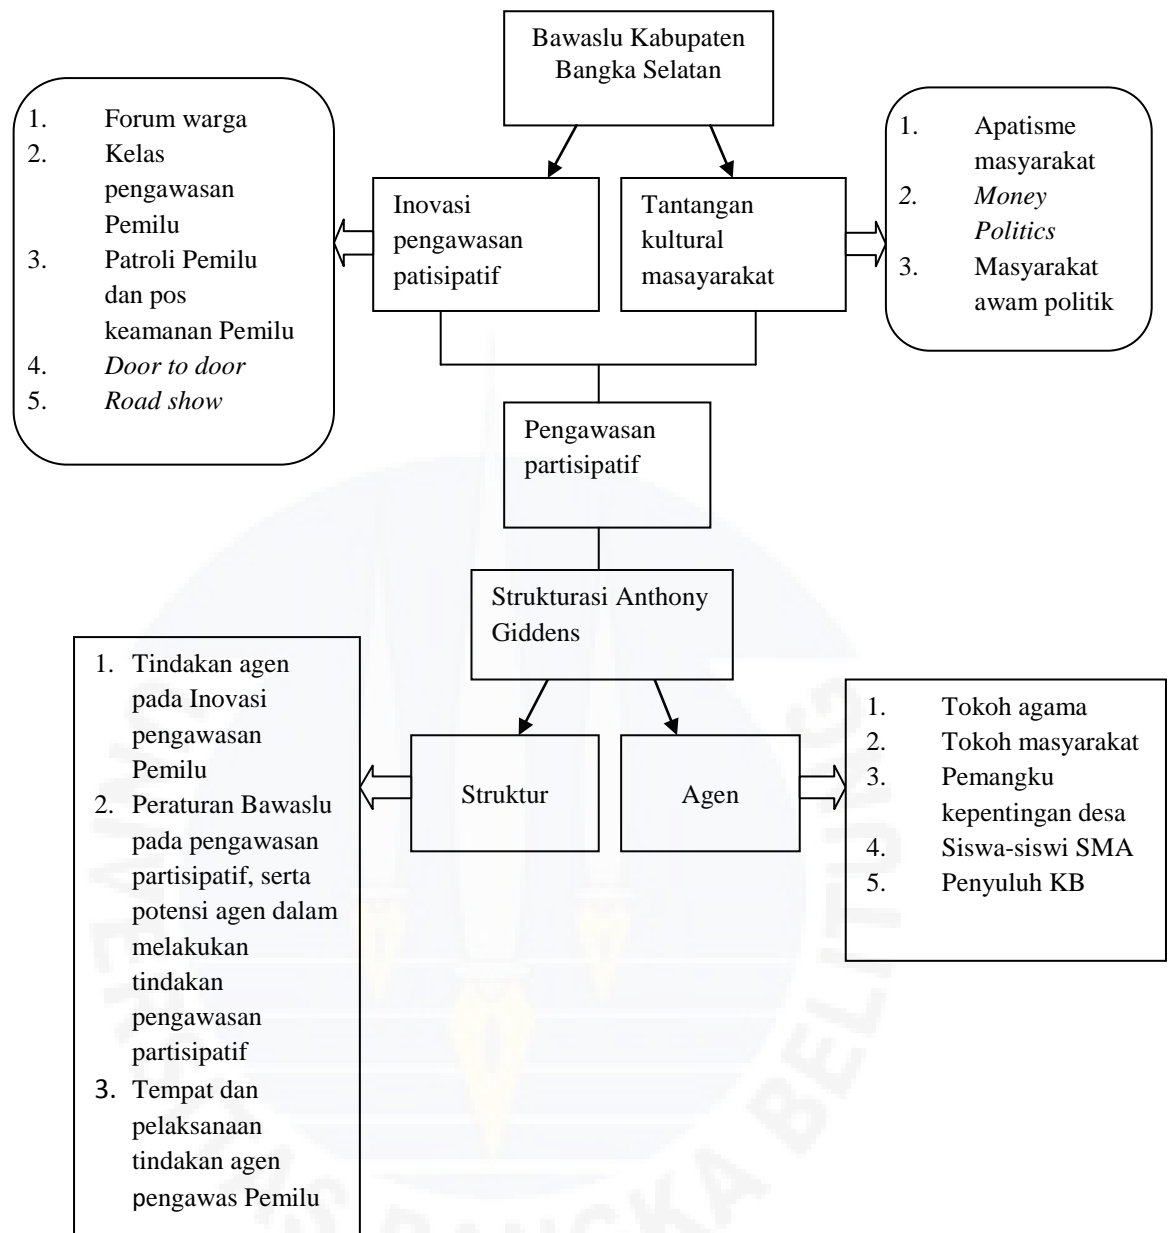 Bawaslu Kabupaten
Bangka Selatan
1. Forum warga
2. Kelas
pengawasan
Pemilu
3. Patroli Pemilu
dan pos
keamanan Pemilu
4. Door to door
5. Road show
Inovasi
pengawasan
patisipatif
Tantangan
kultural
masayarakat
1. Apatisme
masyarakat
2. Money
Politics
3. Masyarakat
awam politik
Pengawasan
partisipatif
Strukturasi Anthony
Giddens
1. Tindakan agen
pada Inovasi
pengawasan
Pemilu
2. Peraturan Bawaslu
pada pengawasan
partisipatif, serta
potensi agen dalam
melakukan
tindakan
pengawasan
partisipatif
3. Tempat dan
pelaksanaan
tindakan agen
pengawas Pemilu
Struktur
Agen
1. Tokoh agama
2. Tokoh masyarakat
3. Pemangku
kepentingan desa
4. Siswa-siswi SMA
5. Penyuluh KB
UNIVERSITAS BANGKA BELITUNG